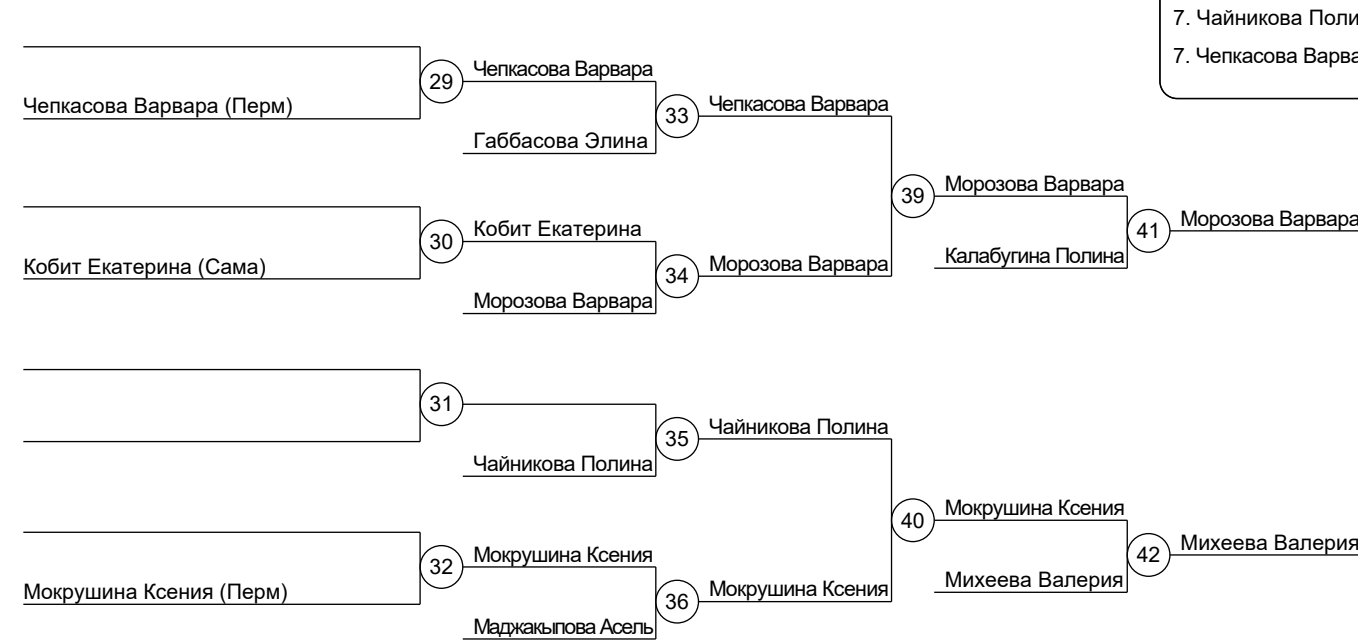 7. Чайникова Поли
7. Чепкасова Варва
29
Чепкасова Варвара
Чепкасова Варвара (Перм)
33
Чепкасова Варвара
Габбасова Элина
39
Морозова Варвара
30
Кобит Екатерина
41
Морозова Варвара
Кобит Екатерина (Сама)
34
Морозова Варвара
Калабугина Полина
Морозова Варвара
31
35
Чайникова Полина
Чайникова Полина
40
Мокрушина Ксения
32
Мокрушина Ксения
42
Михеева Валерия
Мокрушина Ксения (Перм)
36
Мокрушина Ксения
Михеева Валерия
Маджакыпова Асель